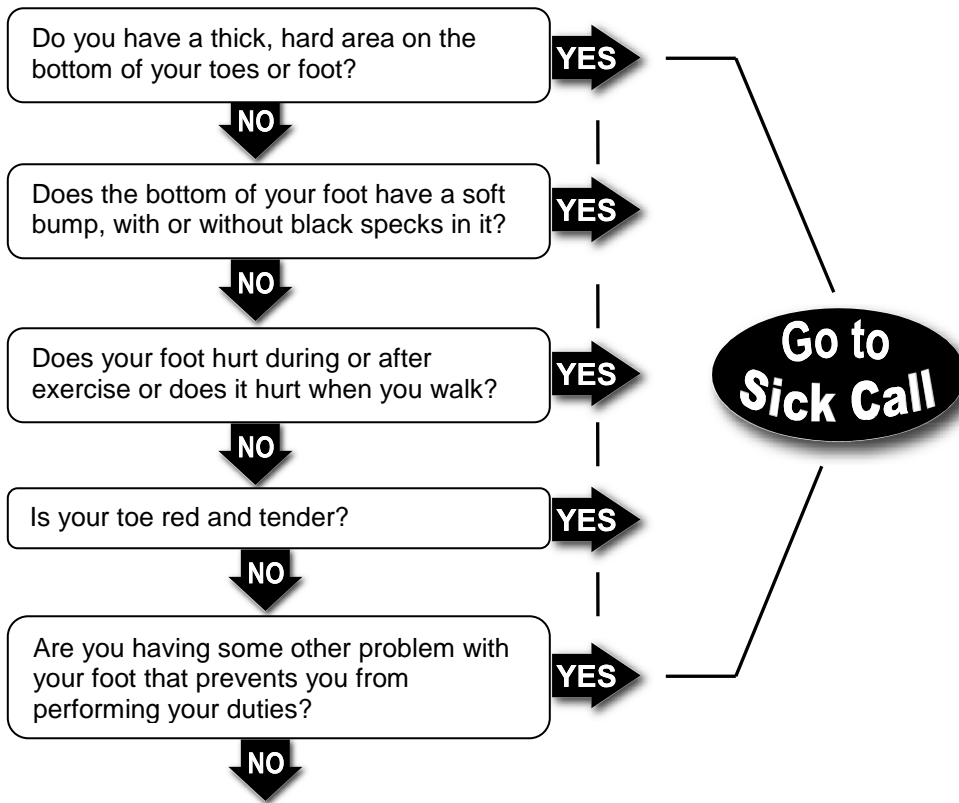 Do you have a thick, hard area on the
bottom of your toes or foot?
YES
NO
Does the bottom of your foot have a soft
bump, with or without black specks in it?
YES
NO
Does your foot hurt during or after
exercise or does it hurt when you walk?
YES
NO
Is your toe red and tender?
YES
NO
Are you having some other problem with
your foot that prevents you from
performing your duties?
YES
NO
Go to
Sick Call